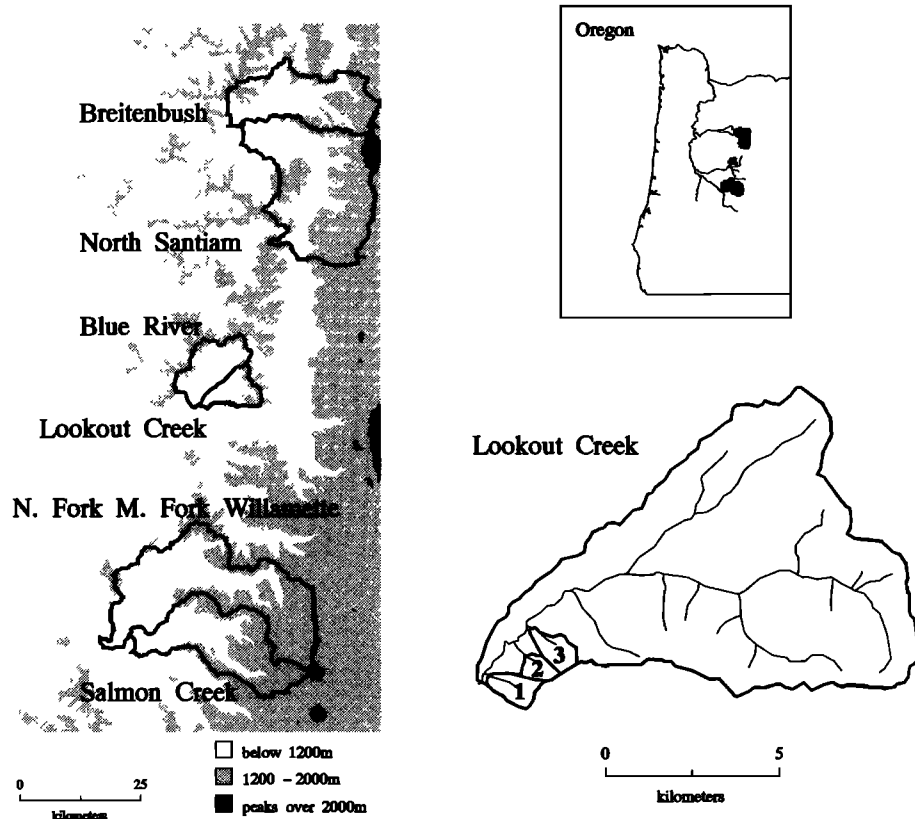 Oregon
Breitenbush
North Santiam
Blue River
Lookout Creek
Lookout Creek
N. Fork M. Fork Willamette
3
2
1
Salmon Creek
below 1200m
1200 - 2000m
peaks over 2000m
0 25
kilometers
0 5
kilometers